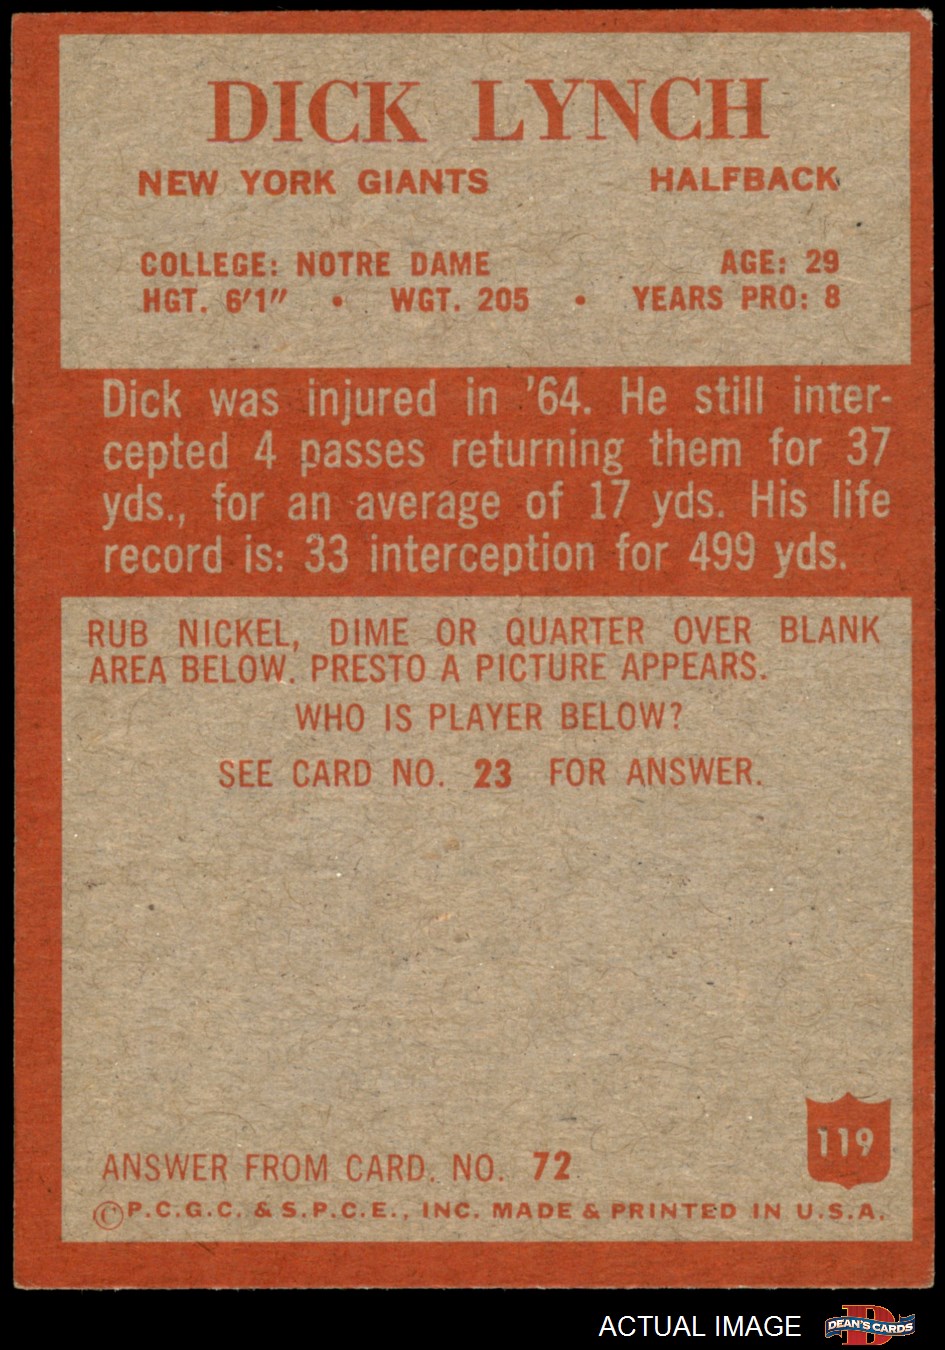 DICK LYNCH
NEW YORK GIANTS HALFBACK
COLLEGE: NOTRE DAME AGE: 29
HGT. 6'1" • WGT. 205 • YEARS PRO: 8
Dick was injured in '64. He still inter-
cepted 4 passes returning them for 37
yds., for an average of 17 yds. His life
record is: 33 interception for 499 yds.
RUB NICKEL, DIME OR QUARTER OVER BLANK
AREA BELOW. PRESTO A PICTURE APPEARS.
WHO IS PLAYER BELOW?
SEE CARD NO. 23 FOR ANSWER.
119
ANSWER FROM CARD. NO. 72
©P.C.G.C. & S.P.C.E., INC. MADE & PRINTED IN U.S.A.
ACTUAL IMAGE
DEAN'S CARDS